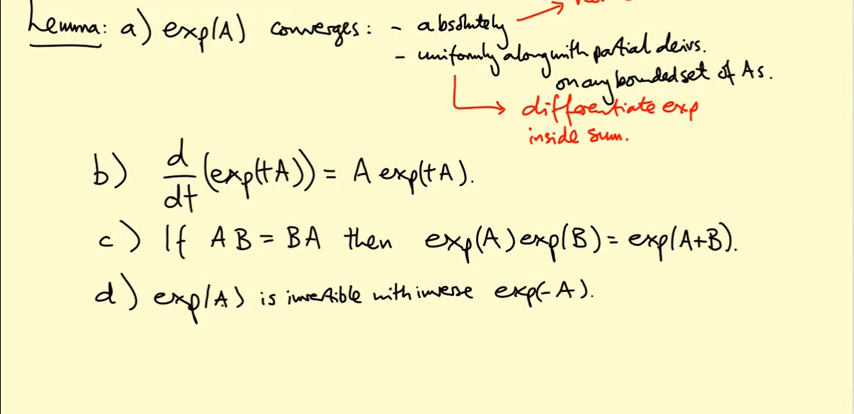 Lemma: a) exp(A) converges: - absolutely
- uniformly along with partial derivs.
on any bounded set of As.
differentiate exp
inside sum.
b) d/dt (exp(tA)) = A exp(tA).
c) If AB = BA then exp(A)exp(B) = exp(A+B).
d) exp(A) is invertible with inverse exp(-A).